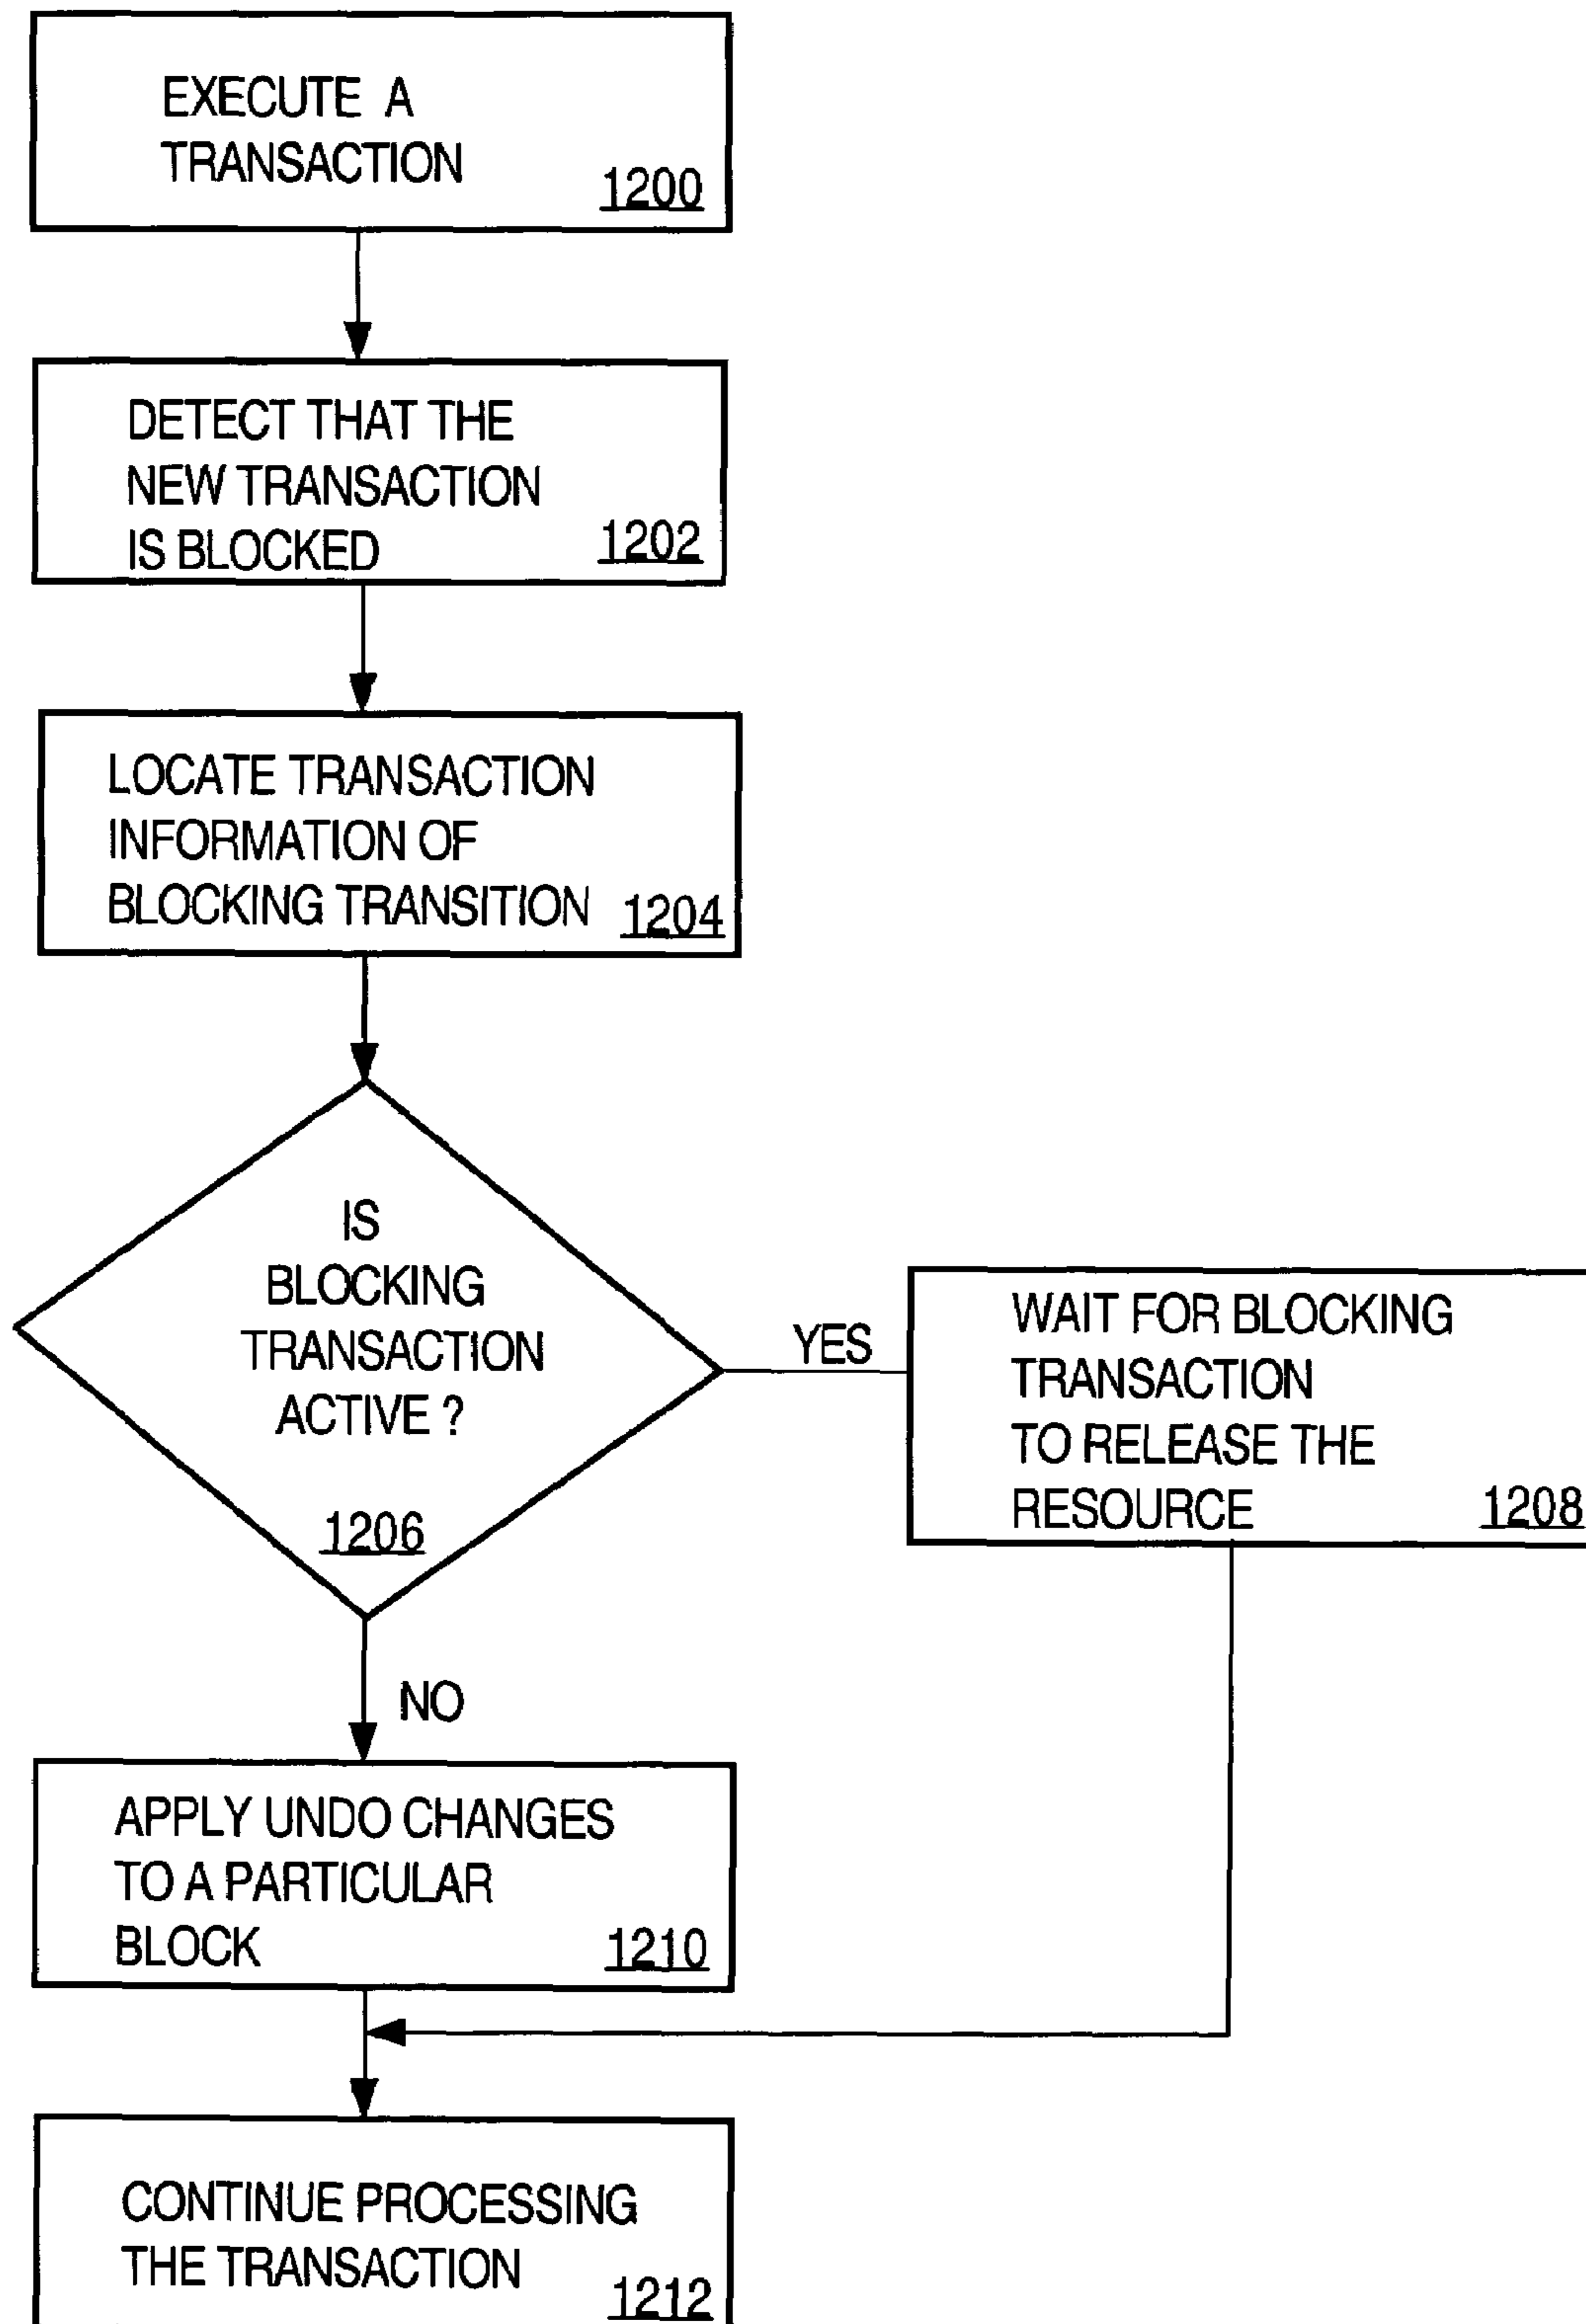 EXECUTE A
TRANSACTION
1200
DETECT THAT THE
NEW TRANSACTION
IS BLOCKED
1202
LOCATE TRANSACTION
INFORMATION OF
BLOCKING TRANSITION
1204
IS
BLOCKING
TRANSACTION
ACTIVE ?
1206
YES
WAIT FOR BLOCKING
TRANSACTION
TO RELEASE THE
RESOURCE
1208
NO
APPLY UNDO CHANGES
TO A PARTICULAR
BLOCK
1210
CONTINUE PROCESSING
THE TRANSACTION
1212